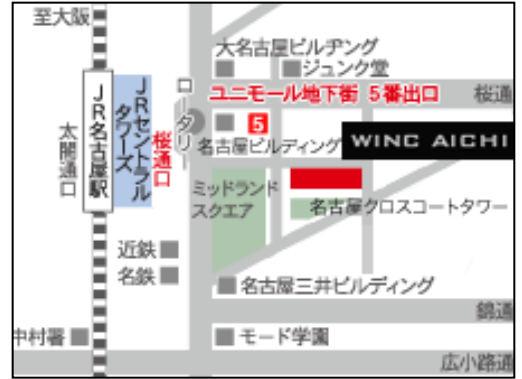 至大阪
大名古屋ビルヂング
ジュンク堂
ユニモール地下街 5番出口
桜通
JR名古屋駅
JRセントラル
タワーズ
桜通口
ロータリー
太閤通口
5
名古屋ビルディング
WINC AICHI
ミッドランド
スクエア
名古屋クロスコートタワー
近鉄
名鉄
名古屋三井ビルディング
錦通
中村署
モード学園
広小路通